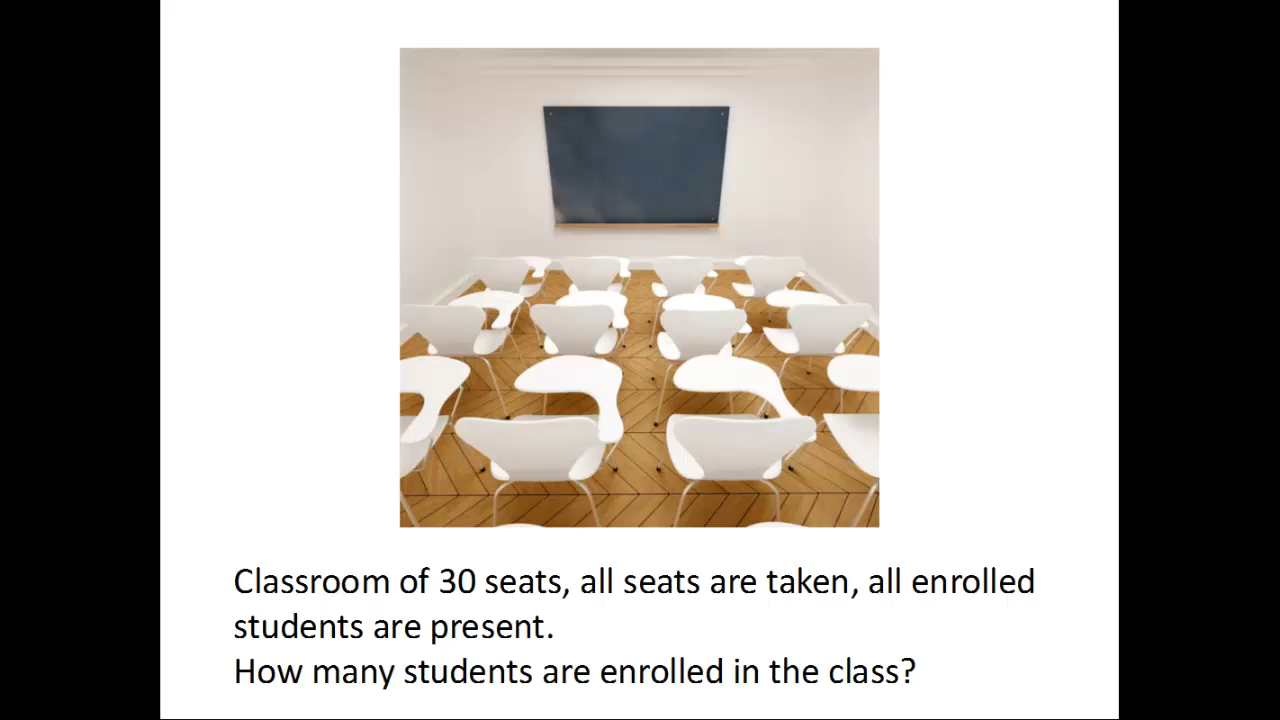 Classroom of 30 seats, all seats are taken, all enrolled
students are present.
How many students are enrolled in the class?